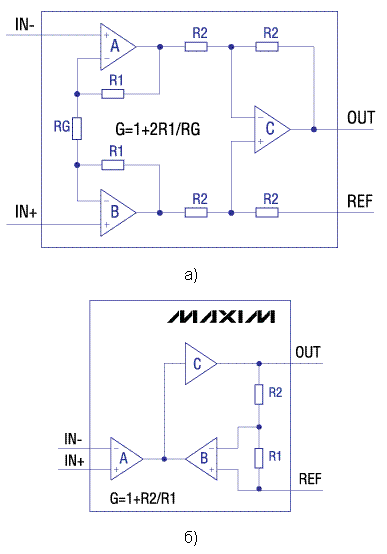 IN-
A
R2
R2
R1
RG
G=1+2R1/RG
C
OUT
R1
IN+
B
R2
R2
REF
а)
MAXIM
C
OUT
R2
IN-
IN+
A
B
R1
REF
G=1+R2/R1
б)